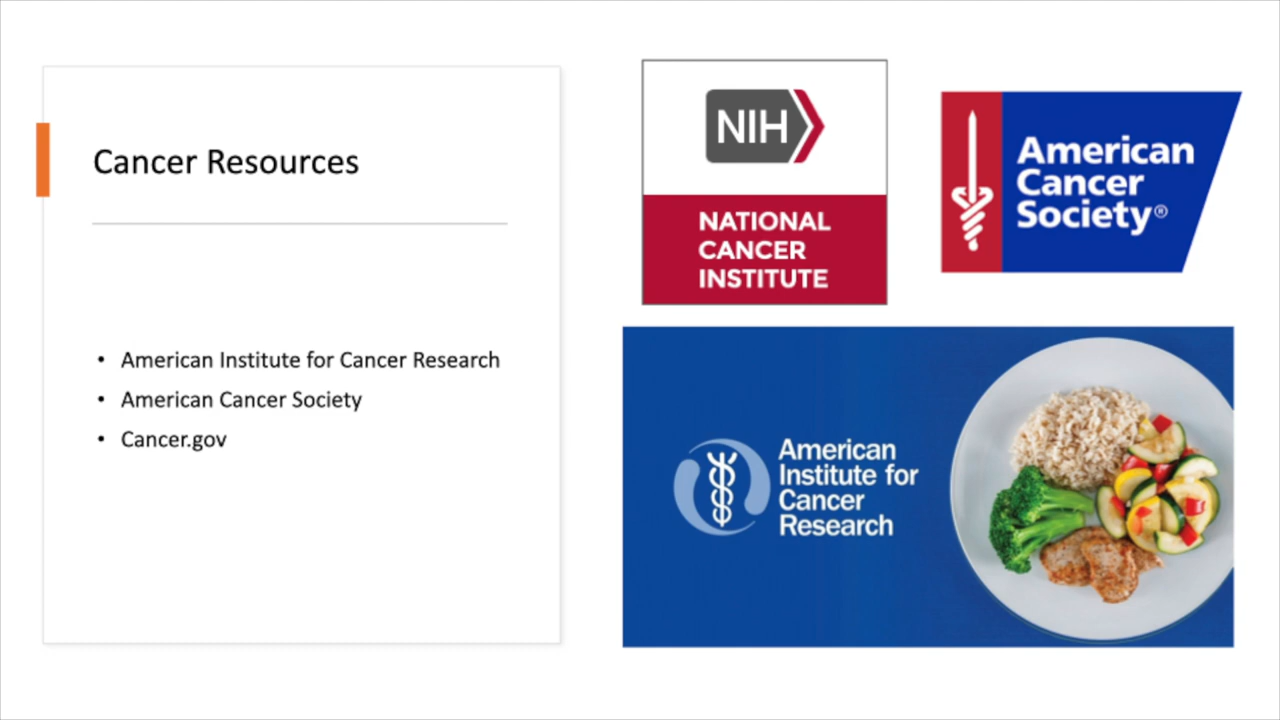 Cancer Resources
• American Institute for Cancer Research
• American Cancer Society
• Cancer.gov
NIH
NATIONAL
CANCER
INSTITUTE
American
Cancer
Society®
American
Institute for
Cancer
Research